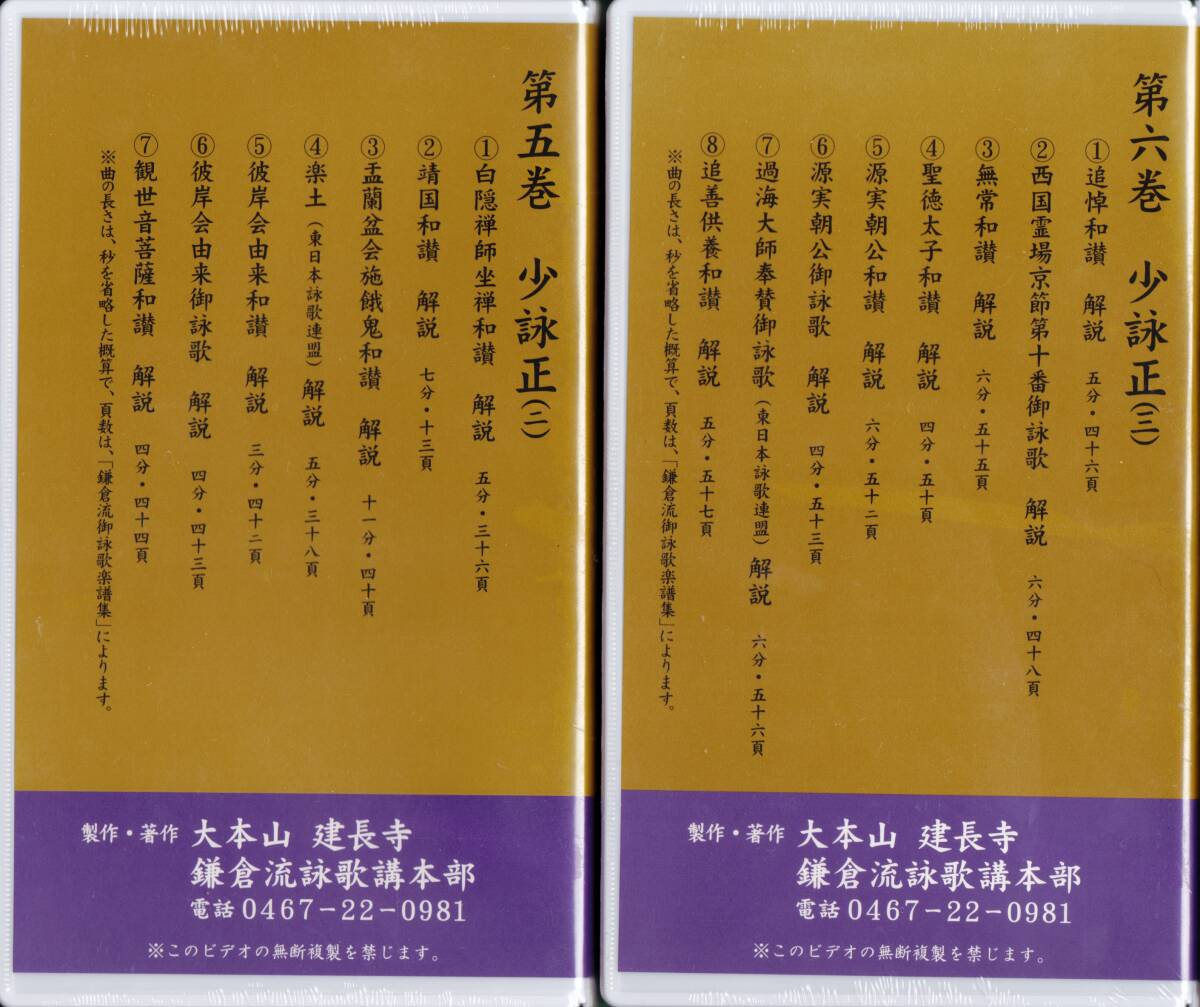 第五巻 少詠正(二)
①白隠禅師坐禅和讃 解説 五分・三十六頁
②靖国和讃 解説 七分・十三頁
③盂蘭盆会施餓鬼和讃 解説 十一分・四十頁
④楽土(東日本詠歌連盟)解説 五分・三十八頁
⑤彼岸会由来和讃 解説 三分・四十二頁
⑥彼岸会由来御詠歌 解説 四分・四十三頁
⑦観世音菩薩和讃 解説 四分・四十四頁
※曲の長さは、秒を省略した概算で、頁数は、「鎌倉流御詠歌楽譜集」によります。
製作・著作 大本山 建長寺
鎌倉流詠歌講本部
電話 0467-22-0981
※このビデオの無断複製を禁じます。
第六巻 少詠正(三)
①追悼和讃 解説 五分・四十六頁
②西国霊場京節第十番御詠歌 解説 六分・四十八頁
③無常和讃 解説 六分・五十五頁
④聖徳太子和讃 解説 四分・五十頁
⑤源実朝公和讃 解説 六分・五十二頁
⑥源実朝公御詠歌 解説 四分・五十三頁
⑦過海大師奉賛御詠歌(東日本詠歌連盟)解説 六分・五十六頁
⑧追善供養和讃 解説 五分・五十七頁
※曲の長さは、秒を省略した概算で、頁数は、「鎌倉流御詠歌楽譜集」によります。
製作・著作 大本山 建長寺
鎌倉流詠歌講本部
電話 0467-22-0981
※このビデオの無断複製を禁じます。